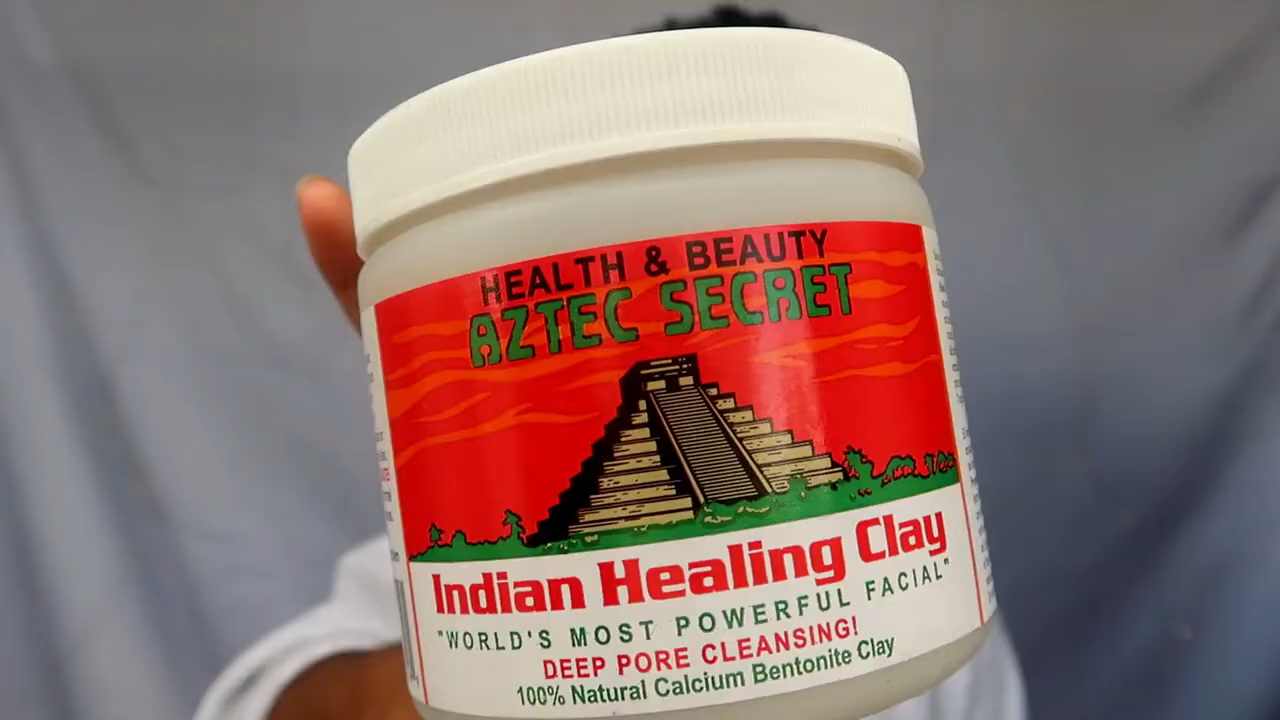 HEALTH & BEAUTY
AZTEC SECRET
Indian Healing Clay
"WORLD'S MOST POWERFUL FACIAL"
DEEP PORE CLEANSING!
100% Natural Calcium Bentonite Clay